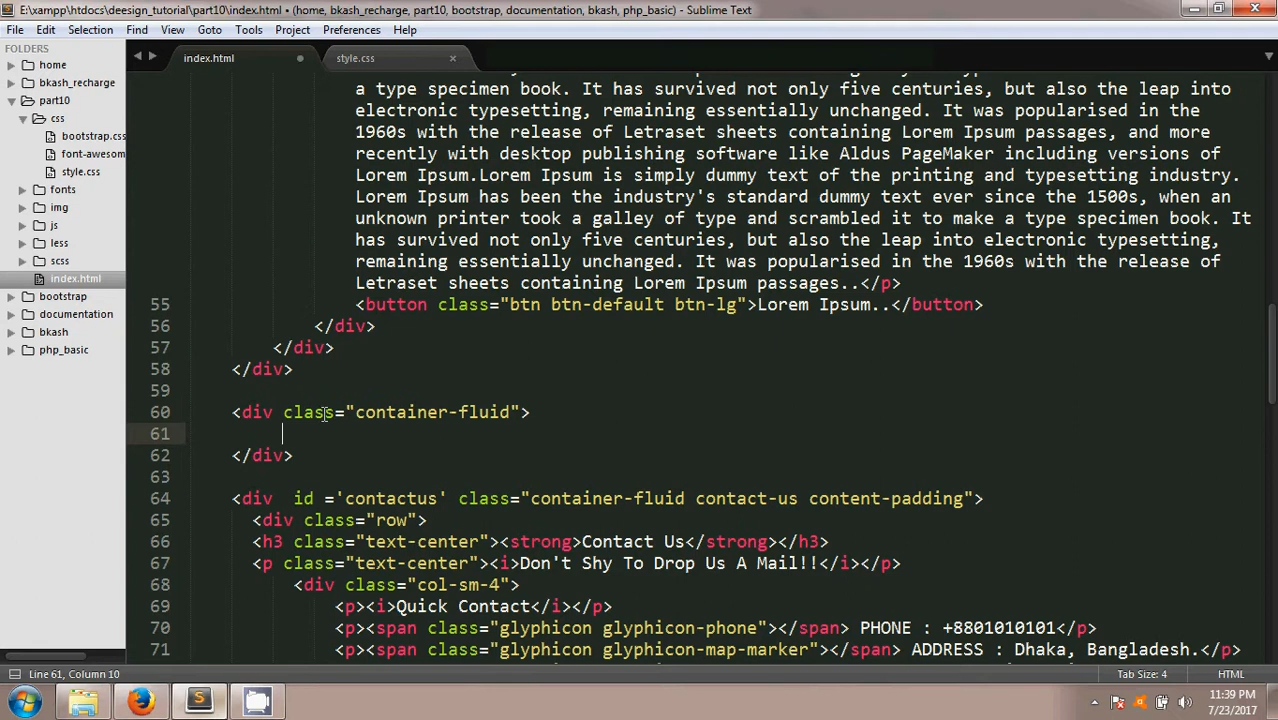 E:\xampp\htdocs\deesign_tutorial\part10\index.html • (home, bkash_recharge, part10, bootstrap, documentation, bkash, php_basic) - Sublime Text
File Edit Selection Find View Goto Tools Project Preferences Help
FOLDERS
home
bkash_recharge
part10
css
bootstrap.css
font-awesom
style.css
fonts
img
js
less
scss
index.html
bootstrap
documentation
bkash
php_basic
index.html
style.css
a type specimen book. It has survived not only five centuries, but also the leap into
electronic typesetting, remaining essentially unchanged. It was popularised in the
1960s with the release of Letraset sheets containing Lorem Ipsum passages, and more
recently with desktop publishing software like Aldus PageMaker including versions of
Lorem Ipsum.Lorem Ipsum is simply dummy text of the printing and typesetting industry.
Lorem Ipsum has been the industry's standard dummy text ever since the 1500s, when an
unknown printer took a galley of type and scrambled it to make a type specimen book. It
has survived not only five centuries, but also the leap into electronic typesetting,
remaining essentially unchanged. It was popularised in the 1960s with the release of
Letraset sheets containing Lorem Ipsum passages..</p>
55 <button class="btn btn-default btn-lg">Lorem Ipsum..</button>
56 </div>
57 </div>
58 </div>
59
60 <div class="container-fluid">
61
62 </div>
63
64 <div  id ='contactus' class="container-fluid contact-us content-padding">
65 <div class="row">
66 <h3 class="text-center"><strong>Contact Us</strong></h3>
67 <p class="text-center"><i>Don't Shy To Drop Us A Mail!!</i></p>
68 <div class="col-sm-4">
69 <p><i>Quick Contact</i></p>
70 <p><span class="glyphicon glyphicon-phone"></span> PHONE : +8801010101</p>
71 <p><span class="glyphicon glyphicon-map-marker"></span> ADDRESS : Dhaka, Bangladesh.</p>
Line 61, Column 10
Tab Size: 4
HTML
11:39 PM
7/23/2017